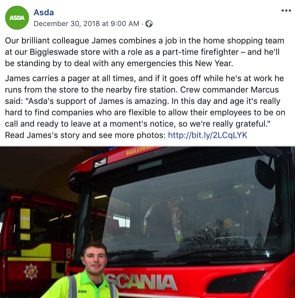 ASDA
Asda
December 30, 2018 at 9:00 AM ·
Our brilliant colleague James combines a job in the home shopping team
at our Biggleswade store with a role as a part-time firefighter – and he'll
be standing by to deal with any emergencies this New Year.
James carries a pager at all times, and if it goes off while he's at work he
runs from the store to the nearby fire station. Crew commander Marcus
said: "Asda's support of James is amazing. In this day and age it's really
hard to find companies who are flexible to allow their employees to be on
call and ready to leave at a moment's notice, so we're really grateful."
Read James's story and see more photos: http://bit.ly/2LCqLYK
SCANIA